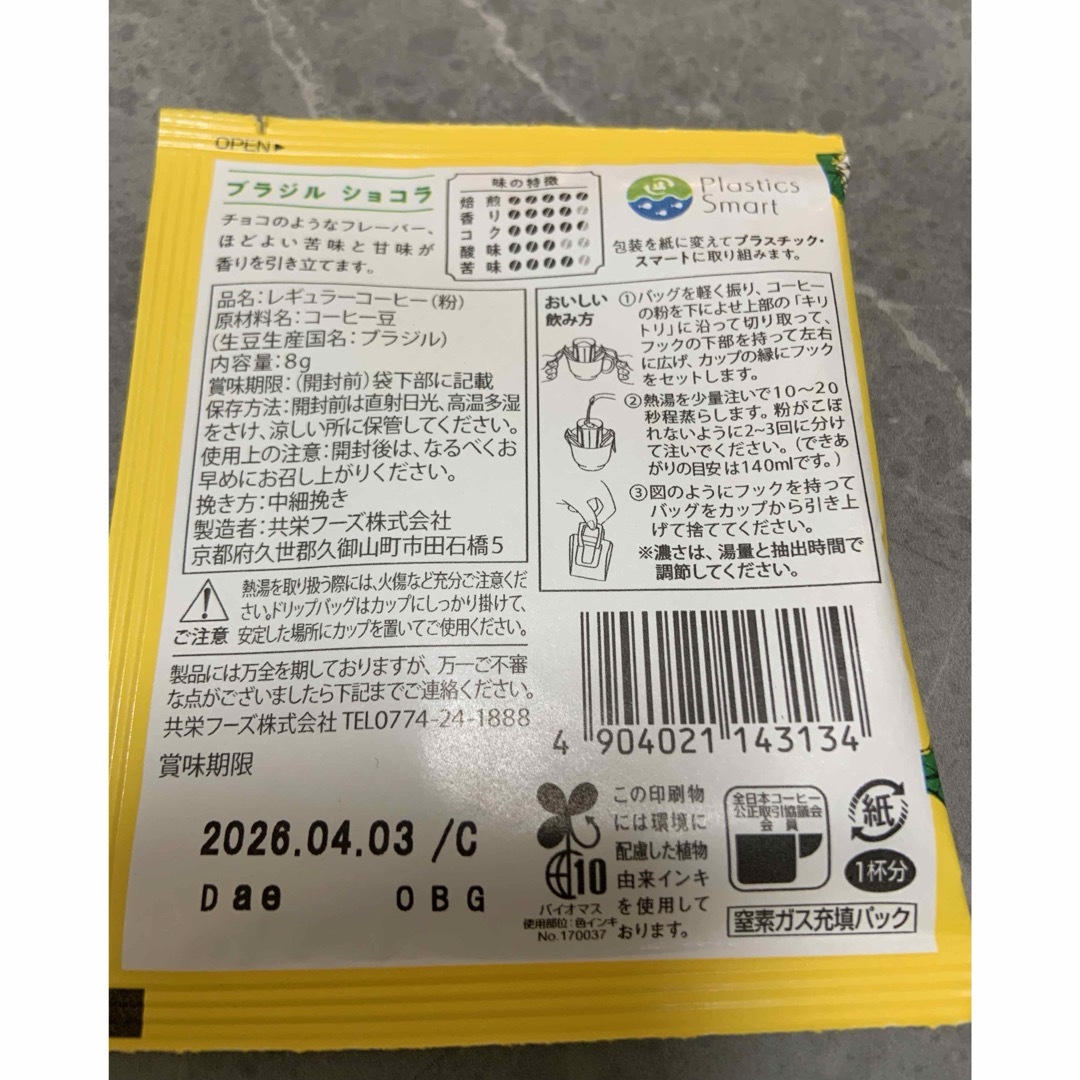 OPEN▶
ブラジル ショコラ
チョコのようなフレーバー、
ほどよい苦味と甘味が
香りを引き立てます。
味の特徴
焙煎
香り
コク
酸味
苦味
Plastics
Smart
包装を紙に変えてプラスチック・
スマートに取り組みます。
品名：レギュラーコーヒー（粉）
原材料名：コーヒー豆
（生豆生産国名：ブラジル）
内容量：8g
賞味期限：（開封前）袋下部に記載
保存方法：開封前は直射日光、高温多湿
をさけ、涼しい所に保管してください。
使用上の注意：開封後は、なるべくお
早めにお召し上がりください。
挽き方：中細挽き
製造者：共栄フーズ株式会社
京都府久世郡久御山町市田石橋5
おいしい
飲み方
①バッグを軽く振り、コーヒー
の粉を下によせ上部の「キリ
トリ」に沿って切り取って、
フックの下部を持って左右
に広げ、カップの縁にフック
をセットします。
②熱湯を少量注いで10〜20
秒程蒸らします。粉がこぼ
れないように2~3回に分け
て注いでください。（できあ
がりの目安は140mlです。）
③図のようにフックを持って
バッグをカップから引き上
げて捨ててください。
※濃さは、湯量と抽出時間で
調節してください。
ご注意
熱湯を取り扱う際には、火傷など充分ご注意くだ
さい。ドリップバッグはカップにしっかり掛けて、
安定した場所にカップを置いてご使用ください。
製品には万全を期しておりますが、万一ご不審
な点がございましたら下記までご連絡ください。
共栄フーズ株式会社 TEL0774-24-1888
4 904021 143134
賞味期限
2026.04.03 /C
Dae OBG
10
バイオマス
使用部位：色インキ
No.170037
この印刷物
には環境に
配慮した植物
由来インキ
を使用して
おります。
全日本コーヒー
公正取引協議会
会員
紙
1杯分
窒素ガス充填パック